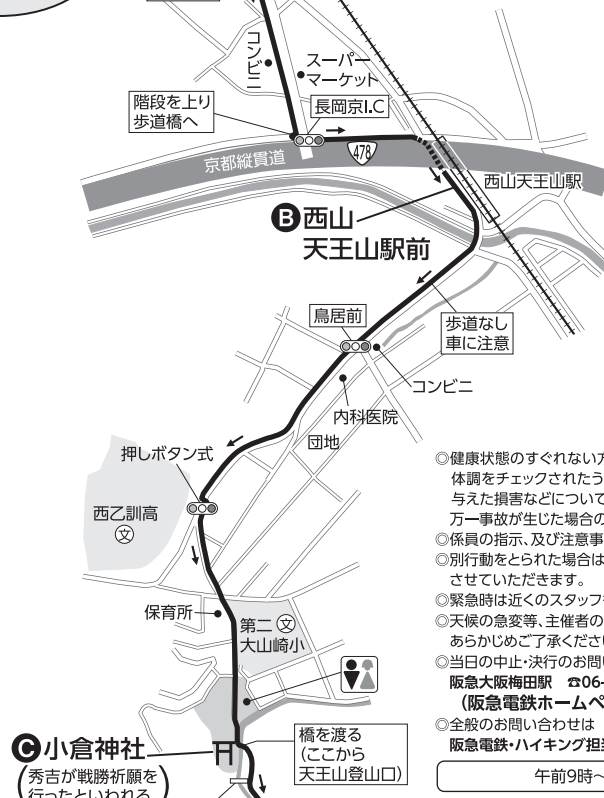 コンビニ
スーパー
マーケット
階段を上り
歩道橋へ
長岡京I.C
478
京都縦貫道
西山天王山駅
B 西山
天王山駅前
鳥居前
歩道なし
車に注意
コンビニ
内科医院
団地
押しボタン式
西乙訓高
文
保育所
第二 文
大山崎小
C 小倉神社
(秀吉が戦勝祈願を
行ったといわれる)
橋を渡る
(ここから
天王山登山口)
◎健康状態のすぐれない方
体調をチェックされたう
与えた損害などについて
万一事故が生じた場合の
◎係員の指示、及び注意事
◎別行動をとられた場合は
させていただきます。
◎緊急時は近くのスタッフ
◎天候の急変等、主催者の
あらかじめご了承くださ
◎当日の中止・決行のお問
阪急大阪梅田駅 ☎06-
(阪急電鉄ホームペ
◎全般のお問い合わせは
阪急電鉄・ハイキング担
午前9時～